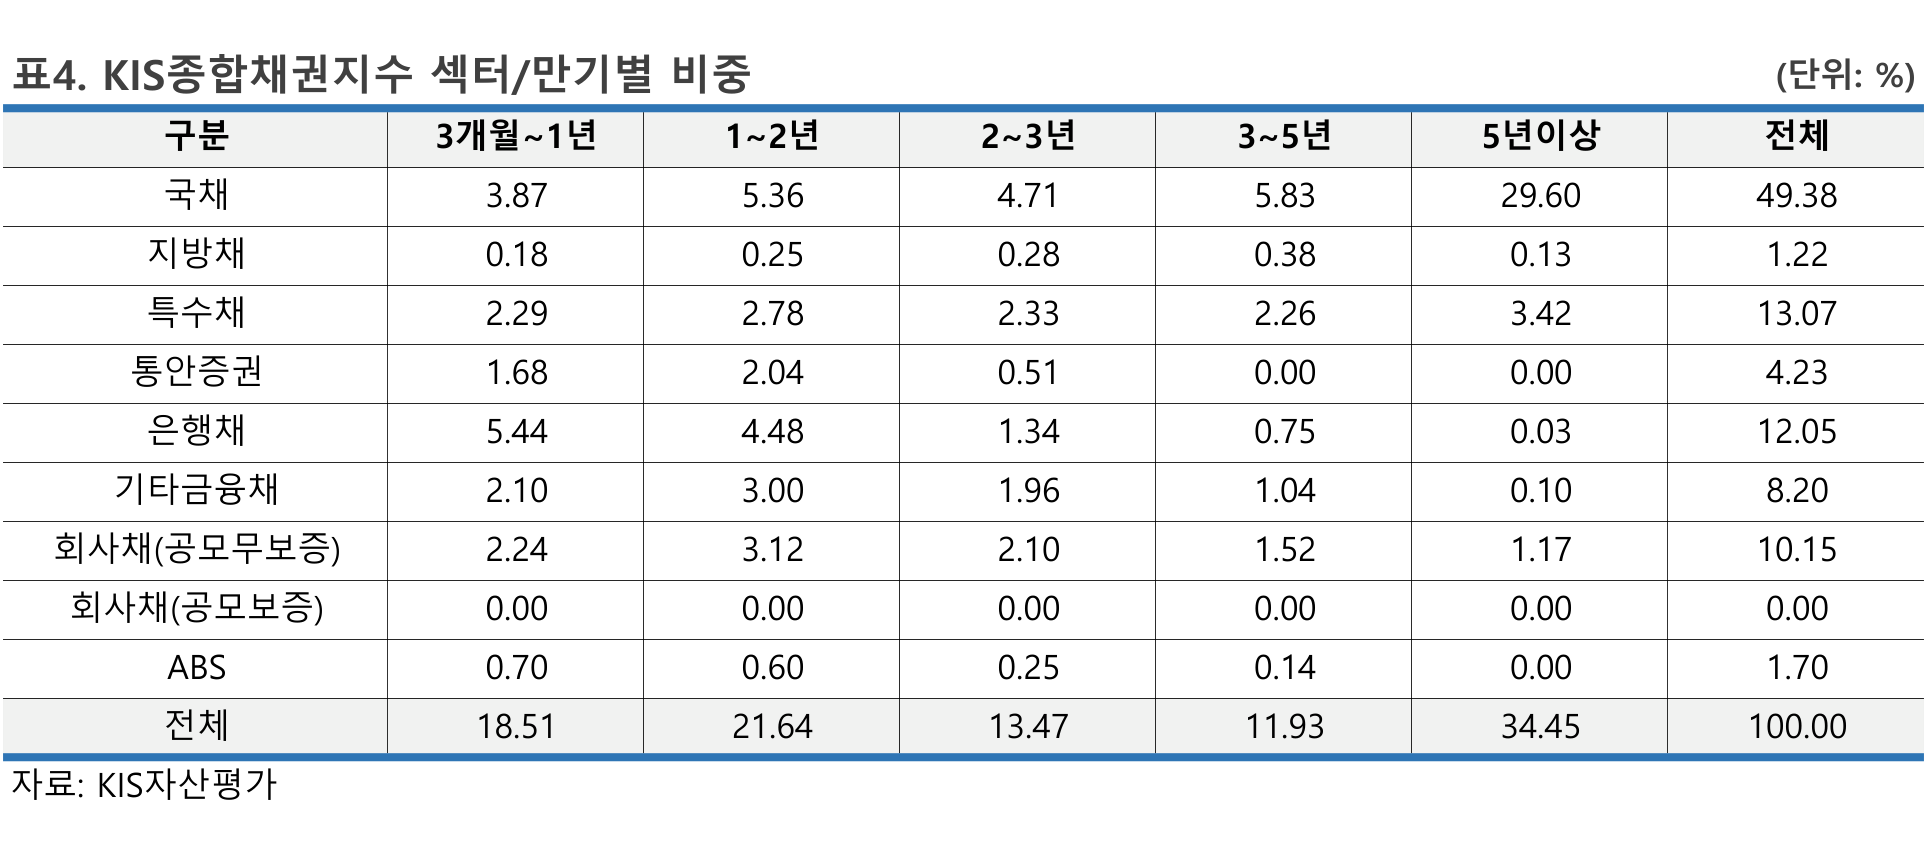 표4. KIS종합채권지수 섹터/만기별 비중 (단위: %)
구분 3개월~1년 1~2년 2~3년 3~5년 5년이상 전체
국채 3.87 5.36 4.71 5.83 29.60 49.38
지방채 0.18 0.25 0.28 0.38 0.13 1.22
특수채 2.29 2.78 2.33 2.26 3.42 13.07
통안증권 1.68 2.04 0.51 0.00 0.00 4.23
은행채 5.44 4.48 1.34 0.75 0.03 12.05
기타금융채 2.10 3.00 1.96 1.04 0.10 8.20
회사채(공모무보증) 2.24 3.12 2.10 1.52 1.17 10.15
회사채(공모보증) 0.00 0.00 0.00 0.00 0.00 0.00
ABS 0.70 0.60 0.25 0.14 0.00 1.70
전체 18.51 21.64 13.47 11.93 34.45 100.00
자료: KIS자산평가